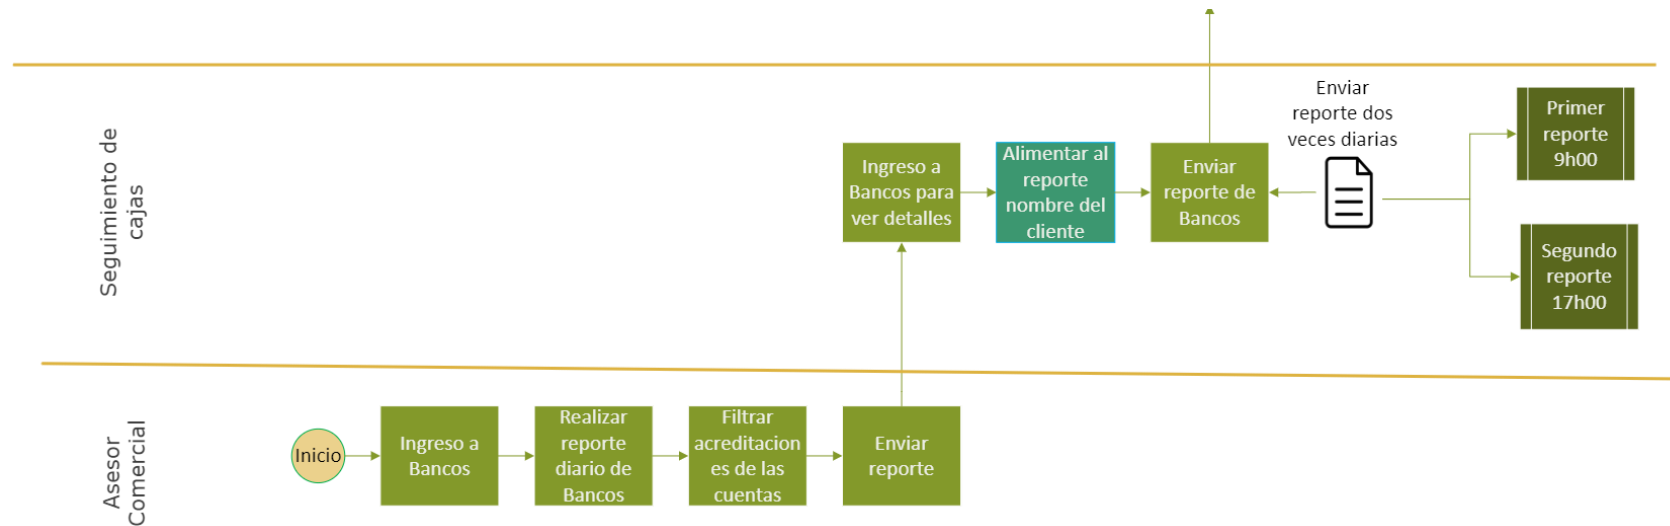 Seguimiento de
cajas
Ingreso a
Bancos para
ver detalles
Alimentar al
reporte
nombre del
cliente
Enviar
reporte de
Bancos
Enviar
reporte dos
veces diarias
Primer
reporte
9h00
Segundo
reporte
17h00
Asesor
Comercial
Inicio
Ingreso a
Bancos
Realizar
reporte
diario de
Bancos
Filtrar
acreditacion
es de las
cuentas
Enviar
reporte